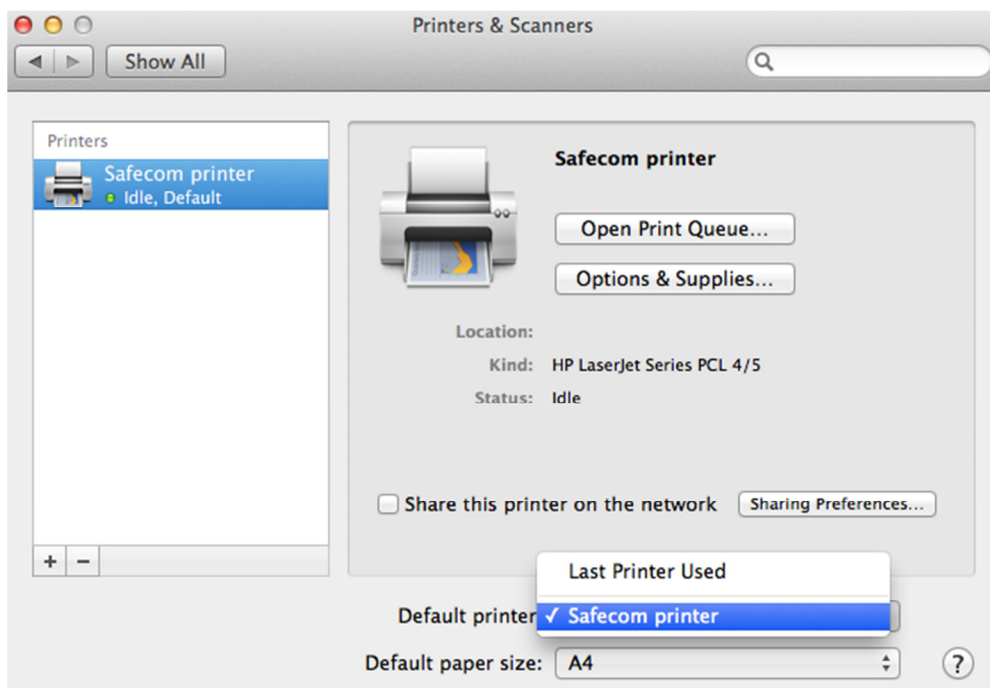 Printers & Scanners
Show All
Printers
Safecom printer
Idle, Default
Safecom printer
Open Print Queue...
Options & Supplies...
Location:
Kind: HP LaserJet Series PCL 4/5
Status: Idle
Share this printer on the network Sharing Preferences...
+ −
Last Printer Used
Default printer ✓ Safecom printer
Default paper size: A4 ?